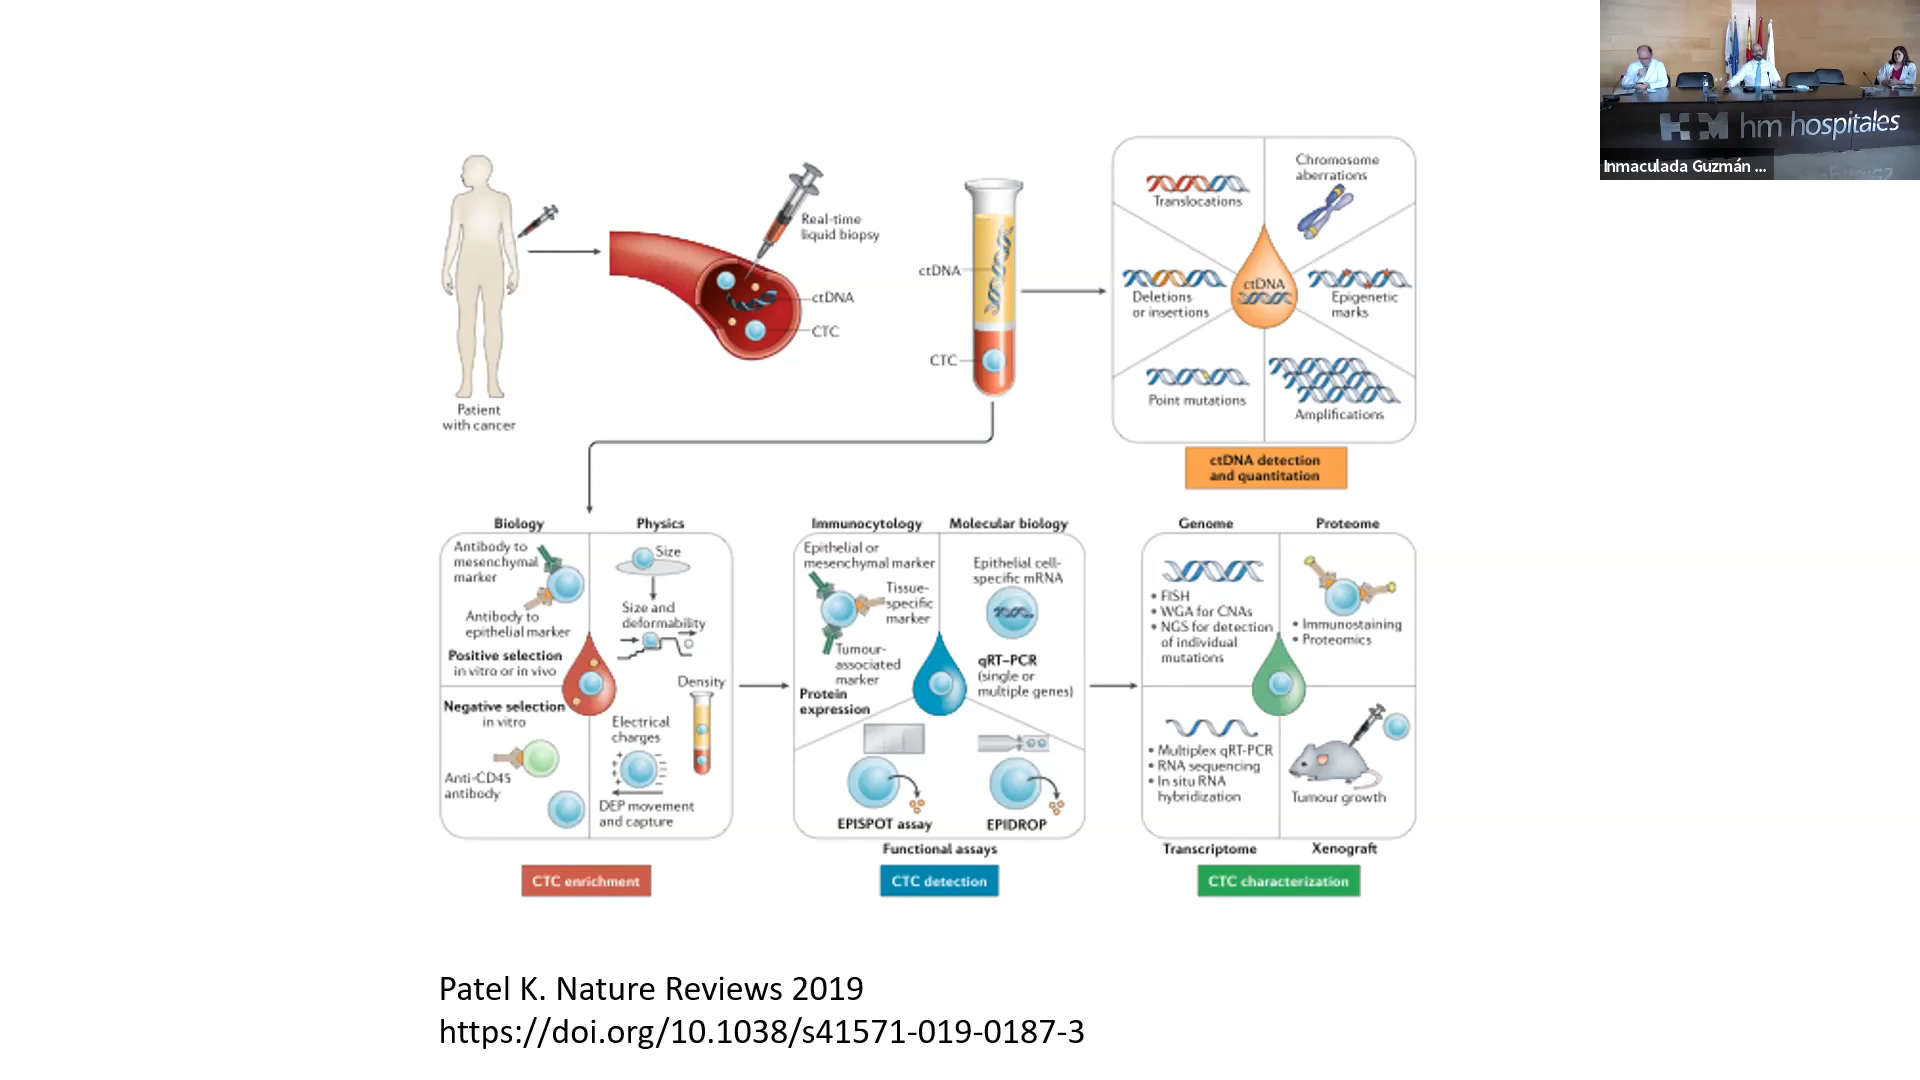 Patient
with cancer
Real-time
liquid biopsy
ctDNA
CTC
ctDNA
CTC
Translocations
Chromosome
aberrations
Deletions
or insertions
ctDNA
Epigenetic
marks
Point mutations
Amplifications
ctDNA detection
and quantitation
Biology
Physics
Antibody to
mesenchymal
marker
Antibody to
epithelial marker
Positive selection
in vitro or in vivo
Negative selection
in vitro
Anti-CD45
antibody
Size
Size and
deformability
Density
Electrical
charges
DEP movement
and capture
CTC enrichment
Immunocytology
Molecular biology
Epithelial or
mesenchymal marker
Tissue-
specific
marker
Tumour-
associated
marker
Protein
expression
Epithelial cell-
specific mRNA
qRT–PCR
(single or
multiple genes)
EPISPOT assay
EPIDROP
Functional assays
CTC detection
Genome
Proteome
• FISH
• WGA for CNAs
• NGS for detection
of individual
mutations
• Immunostaining
• Proteomics
• Multiplex qRT-PCR
• RNA sequencing
• In situ RNA
hybridization
Tumour growth
Transcriptome
Xenograft
CTC characterization
Patel K. Nature Reviews 2019
https://doi.org/10.1038/s41571-019-0187-3
hm hospitales
Inmaculada Guzmán ...